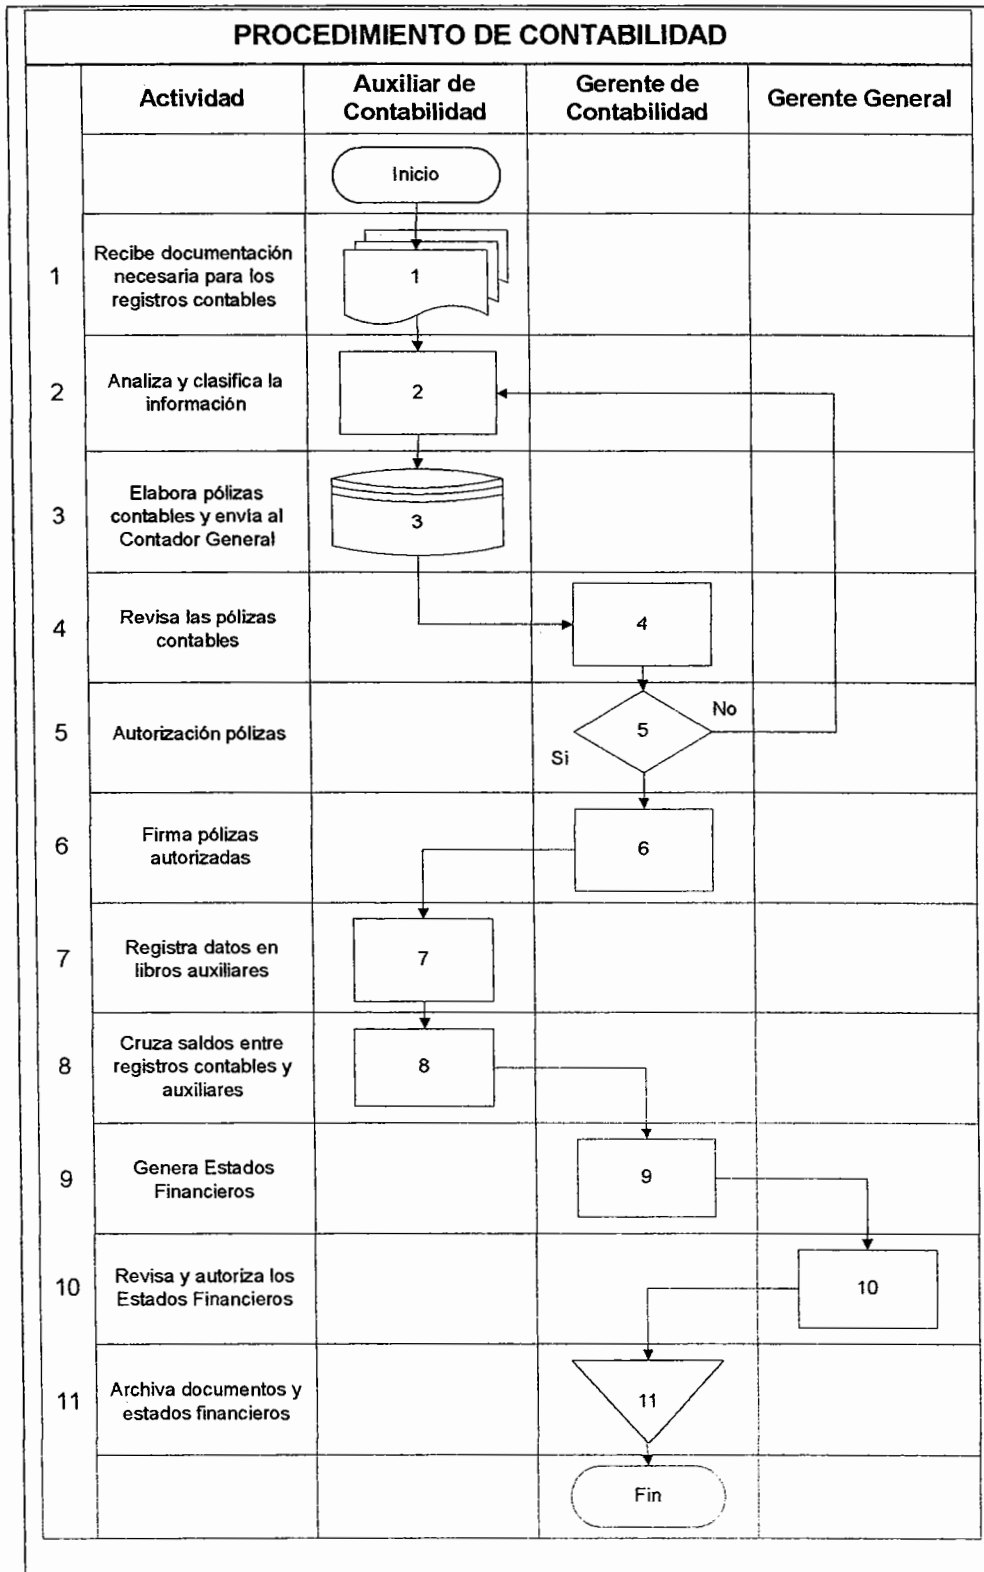 PROCEDIMIENTO DE CONTABILIDAD
Actividad
Auxiliar de
Contabilidad
Gerente de
Contabilidad
Gerente General
Inicio
1
Recibe documentación
necesaria para los
registros contables
1
2
Analiza y clasifica la
información
2
3
Elabora pólizas
contables y envía al
Contador General
3
4
Revisa las pólizas
contables
4
5
Autorización pólizas
5
No
Si
6
Firma pólizas
autorizadas
6
7
Registra datos en
libros auxiliares
7
8
Cruza saldos entre
registros contables y
auxiliares
8
9
Genera Estados
Financieros
9
10
Revisa y autoriza los
Estados Financieros
10
11
Archiva documentos y
estados financieros
11
Fin